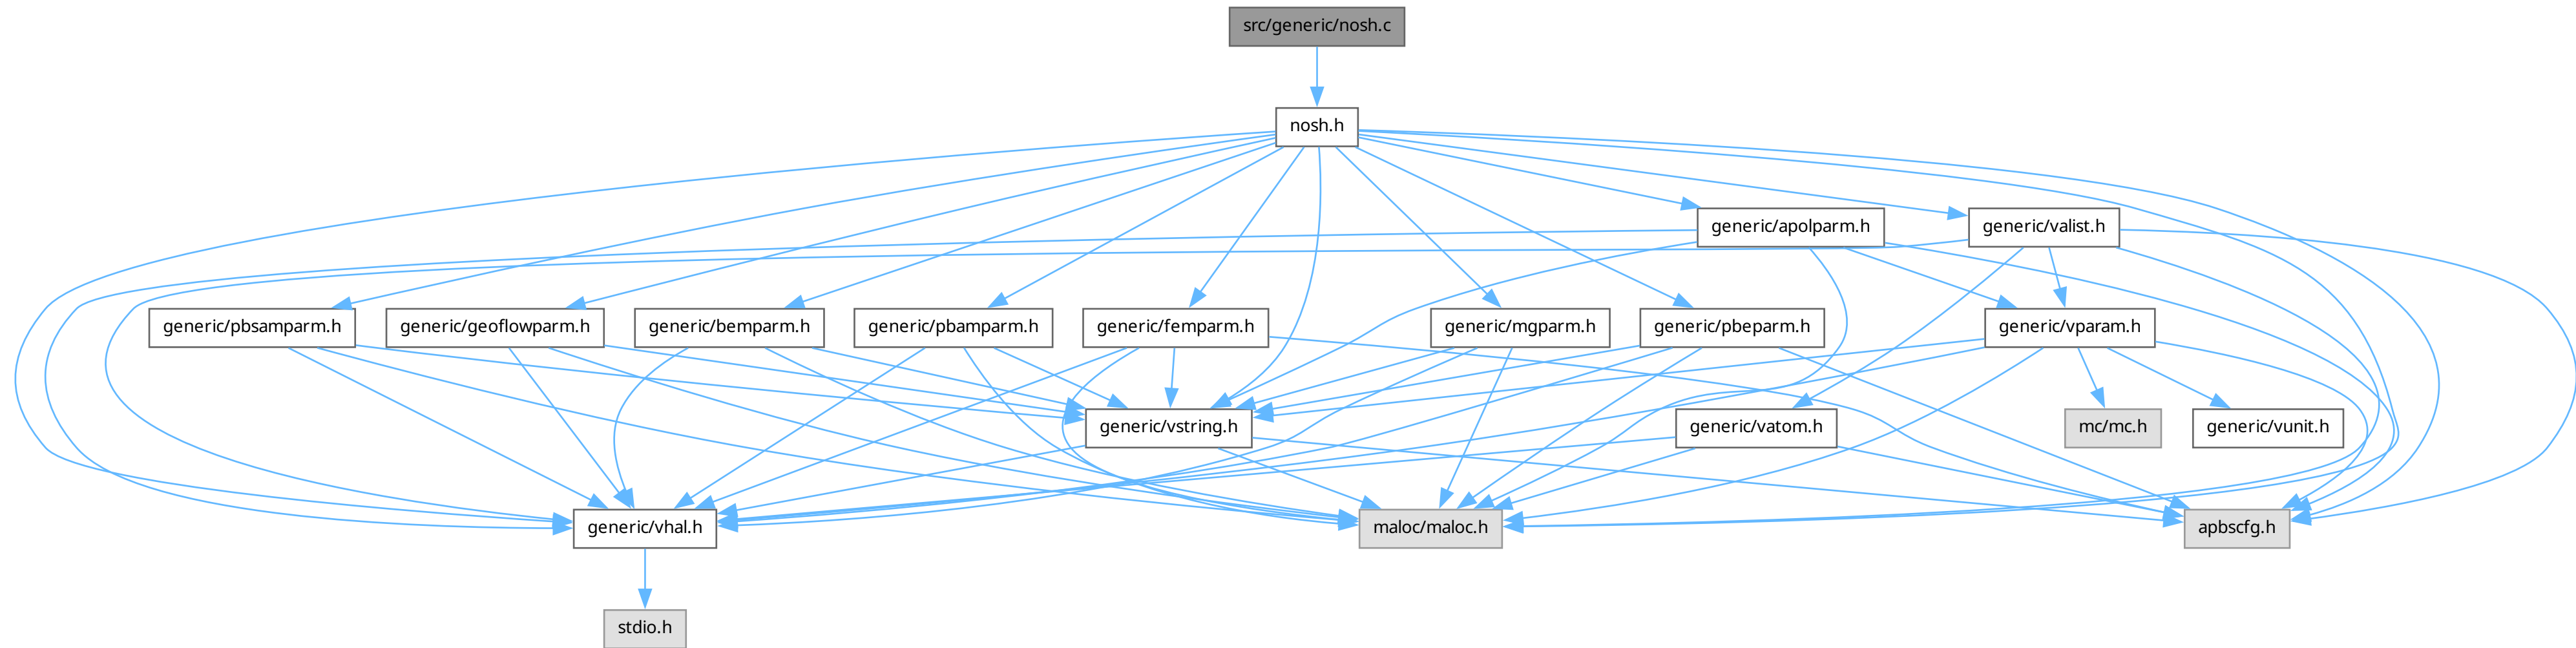 src/generic/nosh.c
nosh.h
generic/apolparm.h
generic/valist.h
generic/pbsamparm.h
generic/geoflowparm.h
generic/bemparm.h
generic/pbamparm.h
generic/femparm.h
generic/mgparm.h
generic/pbeparm.h
generic/vparam.h
generic/vstring.h
generic/vatom.h
mc/mc.h
generic/vunit.h
generic/vhal.h
maloc/maloc.h
apbscfg.h
stdio.h